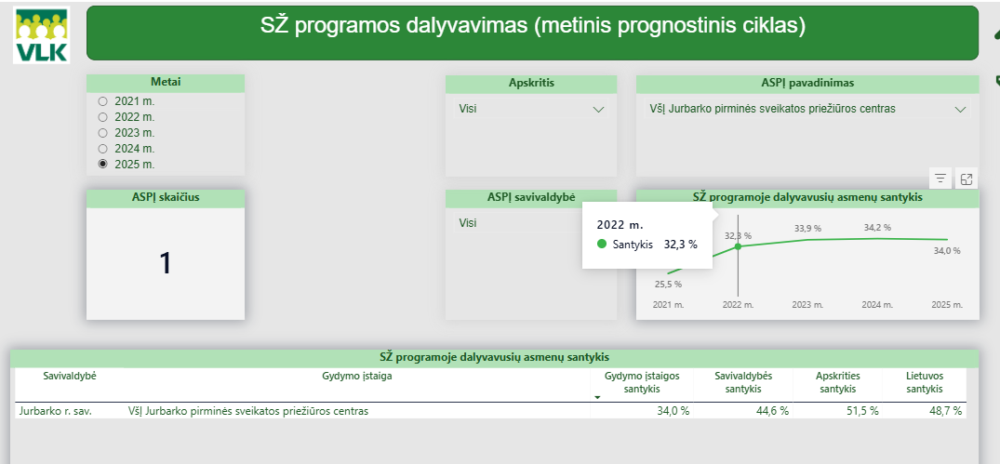 VLK
SŽ programos dalyvavimas (metinis prognostinis ciklas)
Metai
2021 m.
2022 m.
2023 m.
2024 m.
2025 m.
Apskritis
Visi
ASPĮ pavadinimas
VšĮ Jurbarko pirminės sveikatos priežiūros centras
ASPĮ skaičius
1
ASPĮ savivaldybė
Visi
SŽ programoje dalyvavusių asmenų santykis
2022 m.
Santykis 32,3 %
25,5 %
32,3 %
33,9 %
34,2 %
34,0 %
2021 m. 2022 m. 2023 m. 2024 m. 2025 m.
SŽ programoje dalyvavusių asmenų santykis
Savivaldybė Gydymo įstaiga Gydymo įstaigos santykis Savivaldybės santykis Apskrities santykis Lietuvos santykis
Jurbarko r. sav. VšĮ Jurbarko pirminės sveikatos priežiūros centras 34,0 % 44,6 % 51,5 % 48,7 %